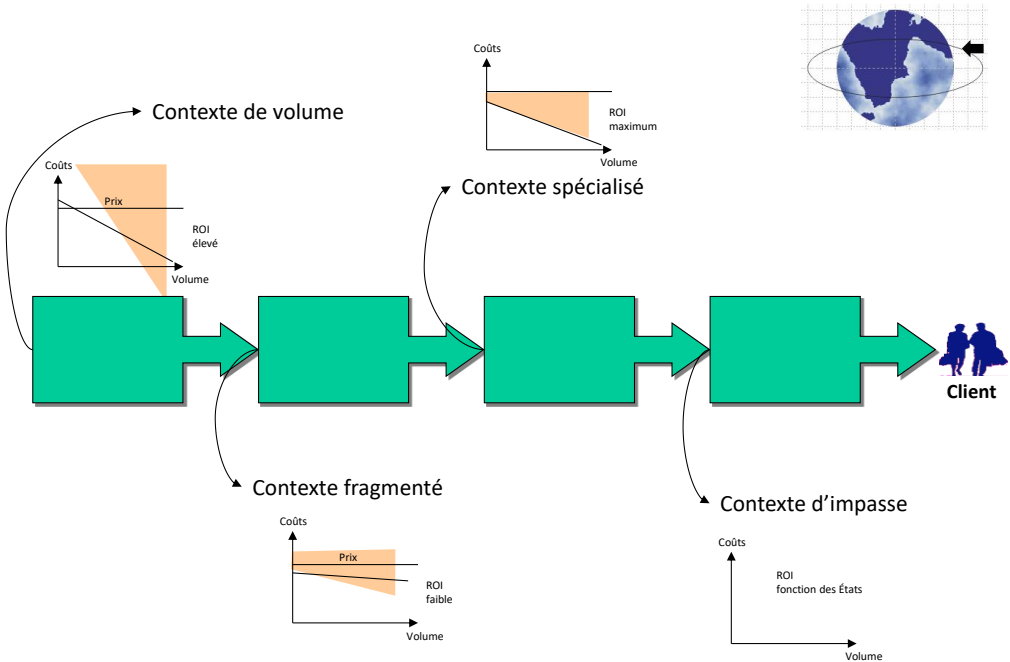 Contexte de volume
Coûts
Prix
ROI
élevé
Volume
Coûts
ROI
maximum
Volume
Contexte spécialisé
Client
Contexte fragmenté
Coûts
Prix
ROI
faible
Volume
Contexte d’impasse
Coûts
ROI
fonction des États
Volume